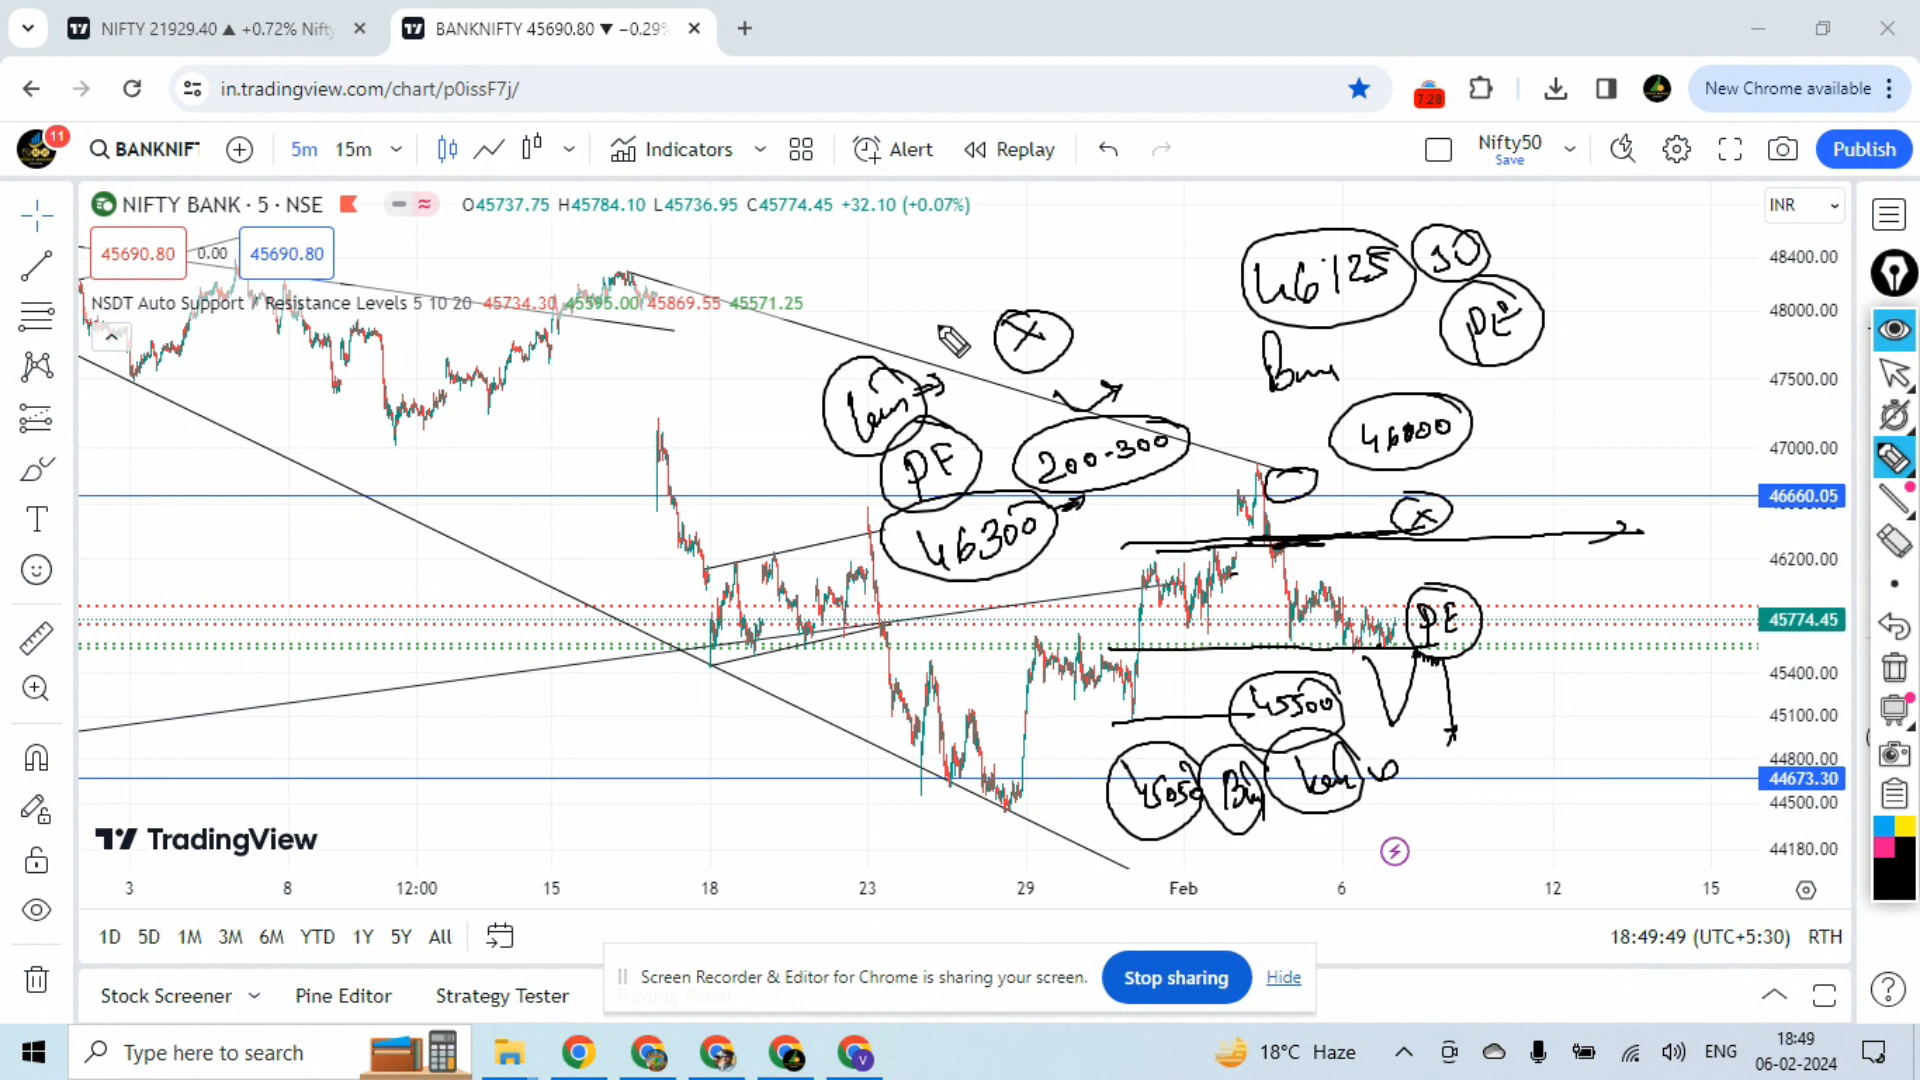 NIFTY 21929.40 ▲ +0.72% Nifty
BANKNIFTY 45690.80 ▼ −0.29%
in.tradingview.com/chart/p0issF7j/
7:28
New Chrome available
11
BANKNIFT
5m 15m
Indicators
Alert
Replay
Nifty50
Save
Publish
NIFTY BANK · 5 · NSE
O45737.75 H45784.10 L45736.95 C45774.45 +32.10 (+0.07%)
INR
45690.80 0.00 45690.80
NSDT Auto Support / Resistance Levels 5 10 20 45734.30 45595.00 45869.55 45571.25
46125
PE
Buy
46000
PE
200-300
46300
X
X
PE
45500
45050
48400.00
48000.00
47500.00
47000.00
46660.05
46200.00
45774.45
45400.00
45100.00
44800.00
44673.30
44500.00
44180.00
TradingView
3 8 12:00 15 18 23 29 Feb 6 12 15
1D 5D 1M 3M 6M YTD 1Y 5Y All
18:49:49 (UTC+5:30) RTH
Screen Recorder & Editor for Chrome is sharing your screen. Stop sharing Hide
Stock Screener Pine Editor Strategy Tester Trading Panel
Type here to search
18°C Haze
ENG
18:49
06-02-2024